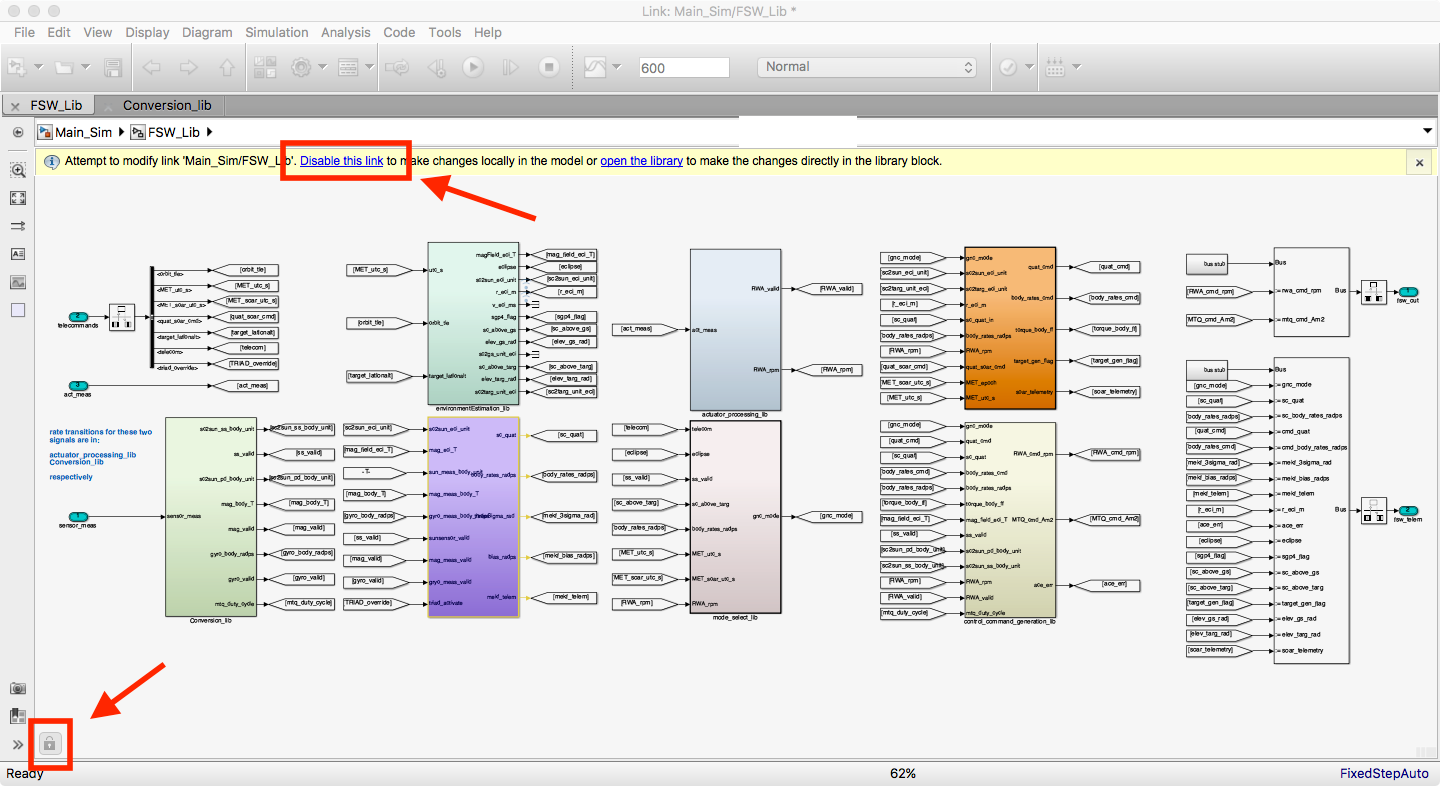 Link: Main_Sim/FSW_Lib *
File Edit View Display Diagram Simulation Analysis Code Tools Help
600
Normal
FSW_Lib
Conversion_lib
Main_Sim
FSW_Lib
Attempt to modify link 'Main_Sim/FSW_Lib'. Disable this link to make changes locally in the model or open the library to make the changes directly in the library block.
1
telecommands
<orbit_tle>
<MET_utc_s>
<MET_soar_utc_s>
<quat_soar_cmd>
<target_latlonalt>
<telecom>
<triad_override>
[orbit_tle]
[MET_utc_s]
[MET_soar_utc_s]
[quat_soar_cmd]
[target_latlonalt]
[telecom]
[TRIAD_override]
act_meas
[act_meas]
[MET_utc_s]
[orbit_tle]
[target_latlonalt]
utc_s
orbit_tle
target_latlonalt
magField_eci_T
eclipse
sc2sun_eci_unit
r_eci_m
v_eci_ms
sgp4_flag
sc_above_gs
elev_gs_rad
sc2gs_unit_eci
sc_above_targ
elev_targ_rad
sc2targ_unit_eci
environmentEstimation_lib
[mag_field_eci_T]
[eclipse]
[sc2sun_eci_unit]
[r_eci_m]
[sgp4_flag]
[sc_above_gs]
[elev_gs_rad]
[sc_above_targ]
[elev_targ_rad]
[sc2targ_unit_eci]
[act_meas]
act_meas
RWA_valid
RWA_rpm
actuator_processing_lib
[RWA_valid]
[RWA_rpm]
[gnc_mode]
[sc2sun_eci_unit]
[sc2targ_unit_eci]
[r_eci_m]
[sc_quat]
[body_rates_radps]
[RWA_rpm]
[quat_soar_cmd]
[MET_soar_utc_s]
[MET_utc_s]
gnc_mode
sc2sun_eci_unit
sc2targ_eci_unit
r_eci_m
sc_quat_in
body_rates_radps
RWA_rpm
quat_soar_cmd
MET_epoch
MET_utc_s
quat_cmd
body_rates_cmd
torque_body_ff
target_gen_flag
soar_telemetry
[quat_cmd]
[body_rates_cmd]
[torque_body_ff]
[target_gen_flag]
[soar_telemetry]
bus stub
[RWA_cmd_rpm]
[MTQ_cmd_Am2]
Bus
rwa_cmd_rpm
mtq_cmd_Am2
Bus
1
fsw_out
rate transitions for these two
signals are in:
actuator_processing_lib
Conversion_lib
respectively
sensor_meas
sensor_meas
sc2sun_ss_body_unit
ss_valid
sc2sun_pd_body_unit
mag_body_T
mag_valid
gyro_body_radps
gyro_valid
mtq_duty_cycle
Conversion_lib
[sc2sun_ss_body_unit]
[ss_valid]
[sc2sun_pd_body_unit]
[mag_body_T]
[mag_valid]
[gyro_body_radps]
[gyro_valid]
[mtq_duty_cycle]
[sc2sun_eci_unit]
[mag_field_eci_T]
-T-
[mag_body_T]
[gyro_body_radps]
[ss_valid]
[mag_valid]
[gyro_valid]
[TRIAD_override]
sc2sun_eci_unit
mag_eci_T
sun_meas_body_unit
mag_meas_body_T
sunsensor_valid
mag_meas_valid
gryo_meas_valid
triad_activate
sc_quat
body_rates_radps
bias_radps
mekf_telem
[sc_quat]
[body_rates_radps]
[mekf_3sigma_rad]
[mekf_bias_radps]
[mekf_telem]
[telecom]
[eclipse]
[ss_valid]
[sc_above_targ]
[body_rates_radps]
[MET_utc_s]
[MET_soar_utc_s]
[RWA_rpm]
telecom
eclipse
ss_valid
sc_above_targ
body_rates_radps
MET_utc_s
MET_soar_utc_s
RWA_rpm
gnc_mode
mode_select_lib
[gnc_mode]
[gnc_mode]
[quat_cmd]
[sc_quat]
[body_rates_cmd]
[body_rates_radps]
[torque_body_ff]
[mag_field_eci_T]
[ss_valid]
[sc2sun_pd_body_unit]
[sc2sun_ss_body_unit]
[RWA_rpm]
[RWA_valid]
[mtq_duty_cycle]
gnc_mode
quat_cmd
sc_quat
body_rates_cmd
body_rates_radps
torque_body_ff
mag_field_eci_T
ss_valid
sc2sun_pd_body_unit
sc2sun_ss_body_unit
RWA_rpm
RWA_valid
mtq_duty_cycle
RWA_cmd_rpm
MTQ_cmd_Am2
ace_err
control_command_generation_lib
[RWA_cmd_rpm]
[MTQ_cmd_Am2]
[ace_err]
bus stub
[gnc_mode]
[sc_quat]
[body_rates_radps]
[quat_cmd]
[body_rates_cmd]
[mekf_3sigma_rad]
[mekf_bias_radps]
[mekf_telem]
[r_eci_m]
[ace_err]
[eclipse]
[sgp4_flag]
[sc_above_gs]
[sc_above_targ]
[target_gen_flag]
[elev_gs_rad]
[elev_targ_rad]
[soar_telemetry]
Bus
gnc_mode
sc_quat
sc_body_rates_radps
cmd_quat
cmd_body_rates_radps
mekf_3sigma_rad
mekf_bias_radps
mekf_telem
r_eci_m
ace_err
eclipse
sgp4_flag
sc_above_gs
sc_above_targ
target_gen_flag
elev_gs_rad
elev_targ_rad
soar_telemetry
Bus
2
fsw_telem
Ready
62%
FixedStepAuto